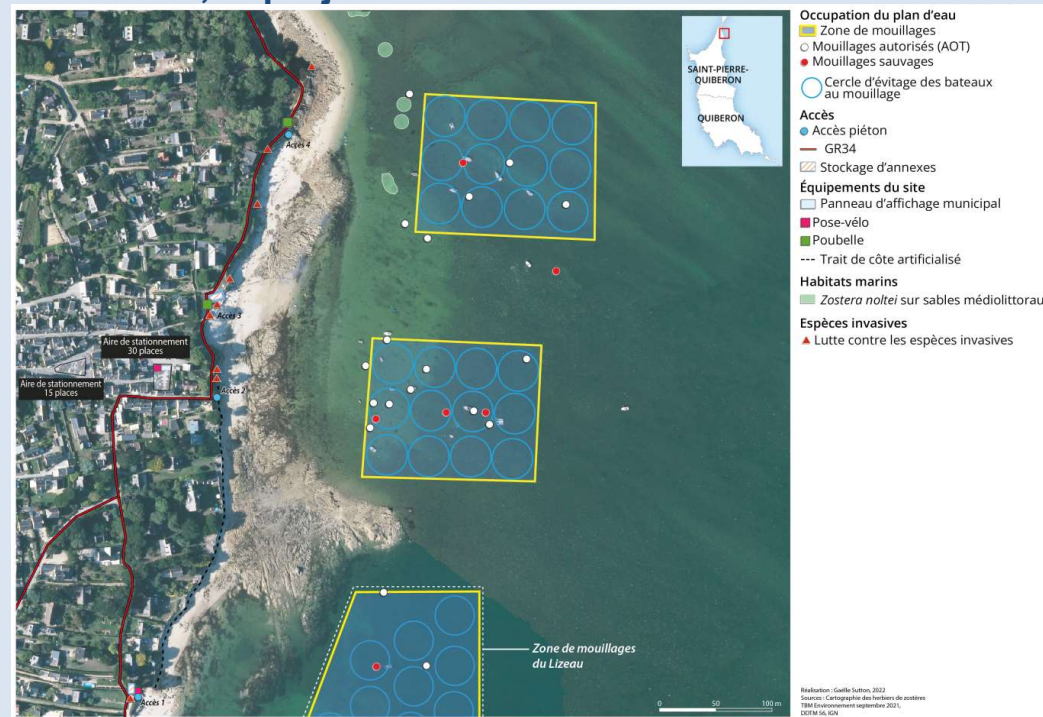 Occupation du plan d'eau
Zone de mouillages
Mouillages autorisés (AOT)
Mouillages sauvages
Cercle d'évitage des bateaux
au mouillage
Accès
Accès piéton
GR34
Stockage d'annexes
Équipements du site
Panneau d'affichage municipal
Pose-vélo
Poubelle
Trait de côte artificialisé
Habitats marins
Zostera noltei sur sables médiolittorau
Espèces invasives
Lutte contre les espèces invasives
SAINT-PIERRE-
QUIBERON
QUIBERON
Accès 4
Accès 3
Aire de stationnement
30 places
Aire de stationnement
15 places
Accès 2
Zone de mouillages
du Lizeau
Accès 1
0 50 100 m
Réalisation : Gaëlle Sutton, 2022
Sources : Cartographie des herbiers de zostères
TBM Environnement septembre 2021,
DDTM 56, IGN